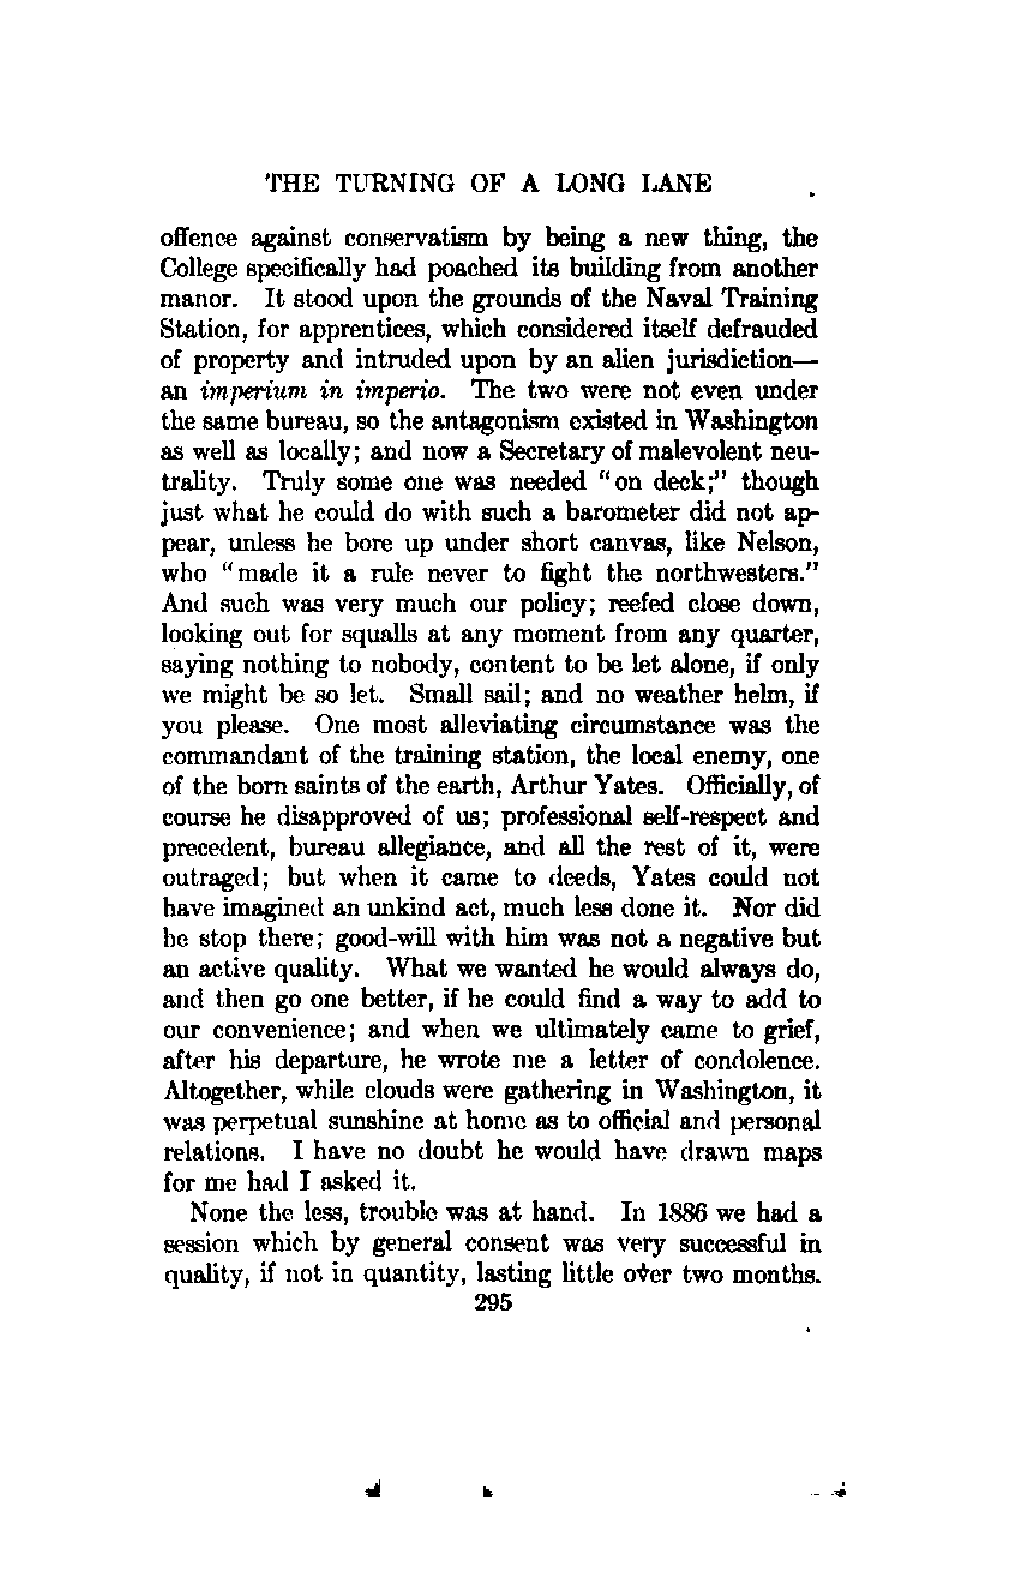 THE TURNING OF A LONG LANE
offence against conservatism by being a new thing, the
College specifically had poached its building from another
manor. It stood upon the grounds of the Naval Training
Station, for apprentices, which considered itself defrauded
of property and intruded upon by an alien jurisdiction—
an imperium in imperio. The two were not even under
the same bureau, so the antagonism existed in Washington
as well as locally; and now a Secretary of malevolent neu-
trality. Truly some one was needed "on deck;" though
just what he could do with such a barometer did not ap-
pear, unless he bore up under short canvas, like Nelson,
who "made it a rule never to fight the northwesters."
And such was very much our policy; reefed close down,
looking out for squalls at any moment from any quarter,
saying nothing to nobody, content to be let alone, if only
we might be so let. Small sail; and no weather helm, if
you please. One most alleviating circumstance was the
commandant of the training station, the local enemy, one
of the born saints of the earth, Arthur Yates. Officially, of
course he disapproved of us; professional self-respect and
precedent, bureau allegiance, and all the rest of it, were
outraged; but when it came to deeds, Yates could not
have imagined an unkind act, much less done it. Nor did
he stop there; good-will with him was not a negative but
an active quality. What we wanted he would always do,
and then go one better, if he could find a way to add to
our convenience; and when we ultimately came to grief,
after his departure, he wrote me a letter of condolence.
Altogether, while clouds were gathering in Washington, it
was perpetual sunshine at home as to official and personal
relations. I have no doubt he would have drawn maps
for me had I asked it.
None the less, trouble was at hand. In 1886 we had a
session which by general consent was very successful in
quality, if not in quantity, lasting little over two months.
295